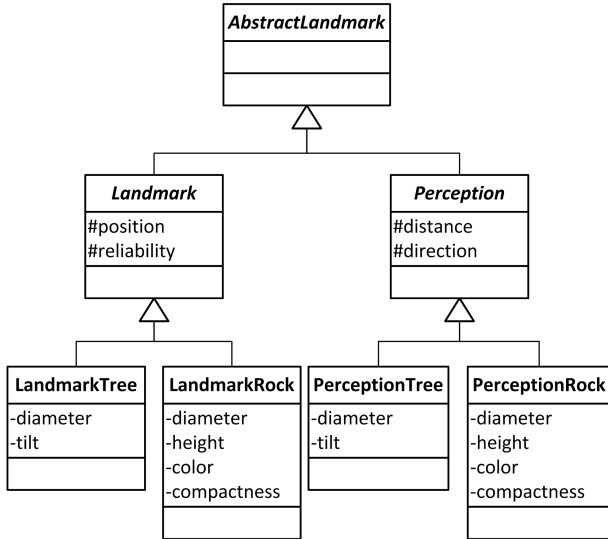 AbstractLandmark
Landmark
#position
#reliability
Perception
#distance
#direction
LandmarkTree
-diameter
-tilt
LandmarkRock
-diameter
-height
-color
-compactness
PerceptionTree
-diameter
-tilt
PerceptionRock
-diameter
-height
-color
-compactness